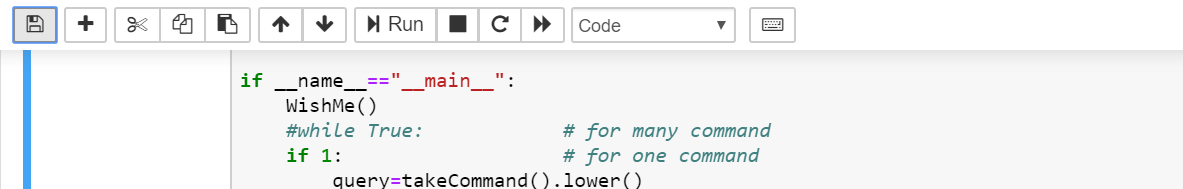 Run
Code
if __name__=="__main__":
    WishMe()
    #while True:            # for many command
    if 1:                   # for one command
        query=takeCommand().lower()